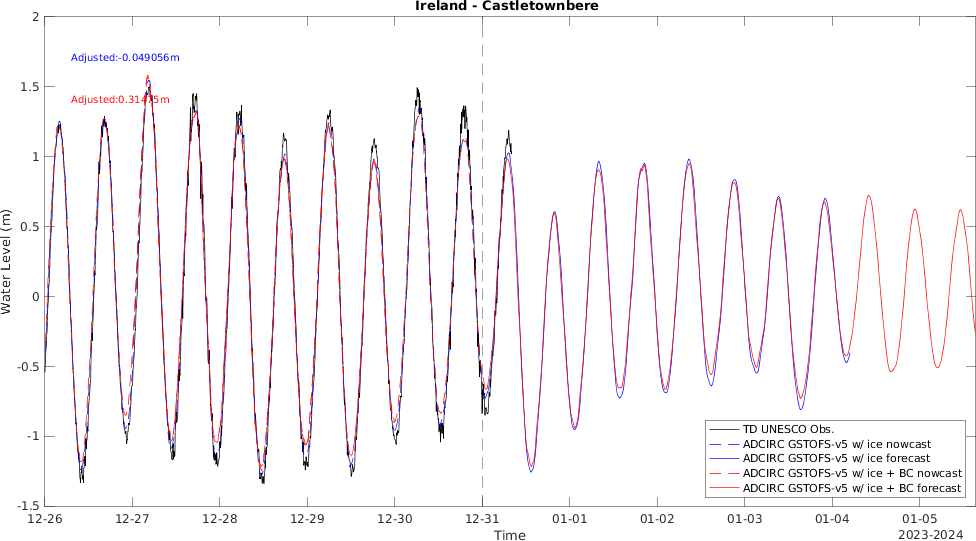 Ireland - Castletownbere
Water Level (m)
2
1.5
1
0.5
0
-0.5
-1
-1.5
Adjusted:-0.049056m
Adjusted:0.31475m
TD UNESCO Obs.
ADCIRC GSTOFS-v5 w/ ice nowcast
ADCIRC GSTOFS-v5 w/ ice forecast
ADCIRC GSTOFS-v5 w/ ice + BC nowcast
ADCIRC GSTOFS-v5 w/ ice + BC forecast
12-26 12-27 12-28 12-29 12-30 12-31 01-01 01-02 01-03 01-04 01-05
Time
2023-2024